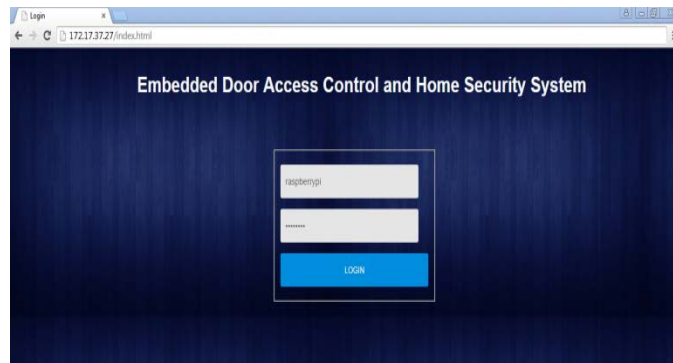 Login
172.17.37.27/index.html
Embedded Door Access Control and Home Security System
raspberrypi
••••••••
LOGIN